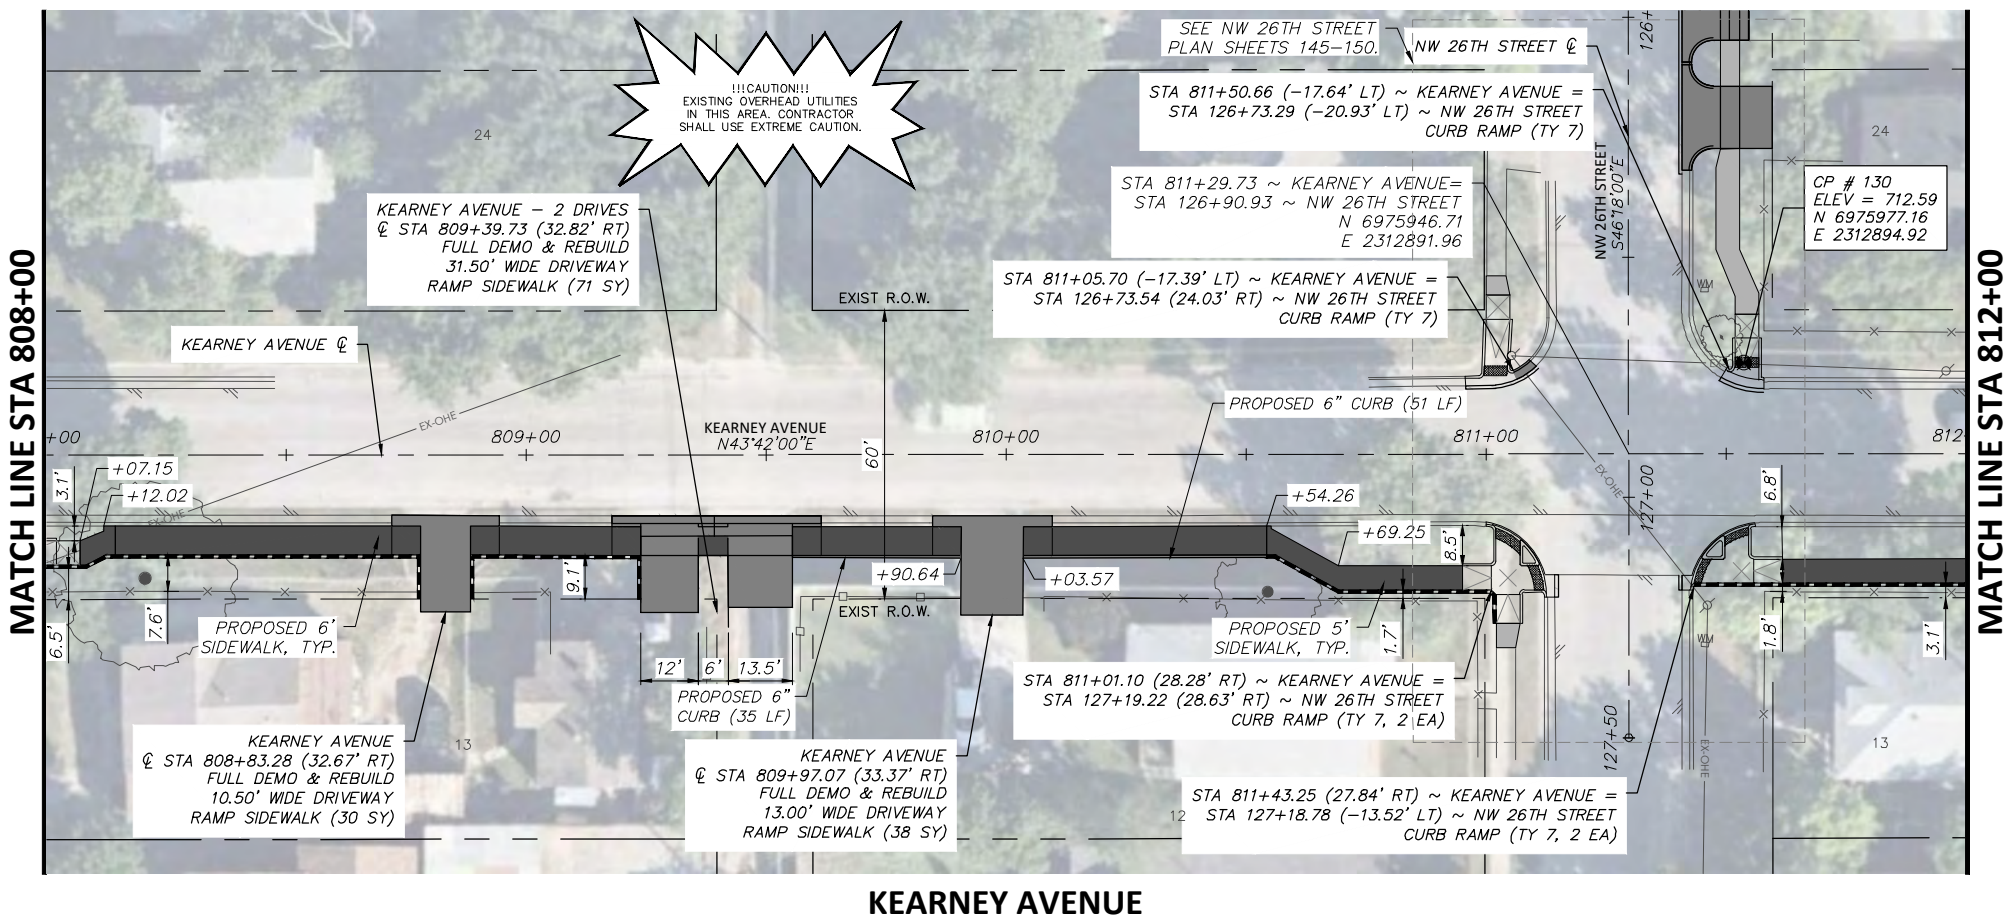 MATCH LINE STA 808+00
!!!CAUTION!!!
EXISTING OVERHEAD UTILITIES
IN THIS AREA. CONTRACTOR
SHALL USE EXTREME CAUTION.
SEE NW 26TH STREET
PLAN SHEETS 145-150.
NW 26TH STREET ℄
126+
STA 811+50.66 (-17.64' LT) ~ KEARNEY AVENUE =
STA 126+73.29 (-20.93' LT) ~ NW 26TH STREET
CURB RAMP (TY 7)
24
24
STA 811+29.73 ~ KEARNEY AVENUE=
STA 126+90.93 ~ NW 26TH STREET
N 6975946.71
E 2312891.96
NW 26TH STREET
S46°18'00"E
CP # 130
ELEV = 712.59
N 6975977.16
E 2312894.92
KEARNEY AVENUE - 2 DRIVES
℄ STA 809+39.73 (32.82' RT)
FULL DEMO & REBUILD
31.50' WIDE DRIVEWAY
RAMP SIDEWALK (71 SY)
STA 811+05.70 (-17.39' LT) ~ KEARNEY AVENUE =
STA 126+73.54 (24.03' RT) ~ NW 26TH STREET
CURB RAMP (TY 7)
EXIST R.O.W.
WM
KEARNEY AVENUE ℄
PROPOSED 6" CURB (51 LF)
EX-OHE
+00
809+00
KEARNEY AVENUE
N43°42'00"E
60'
810+00
811+00
812
3.1'
+07.15
+12.02
EX-OHE
+54.26
+69.25
8.5'
EX-OHE
127+00
6.8'
9.1'
+90.64
+03.57
EXIST R.O.W.
6.5'
7.6'
PROPOSED 6'
SIDEWALK, TYP.
12'
6'
13.5'
PROPOSED 6"
CURB (35 LF)
PROPOSED 5'
SIDEWALK, TYP.
1.7'
WM
1.8'
3.1'
STA 811+01.10 (28.28' RT) ~ KEARNEY AVENUE =
STA 127+19.22 (28.63' RT) ~ NW 26TH STREET
CURB RAMP (TY 7, 2 EA)
127+50
EX-OHE
13
13
KEARNEY AVENUE
℄ STA 808+83.28 (32.67' RT)
FULL DEMO & REBUILD
10.50' WIDE DRIVEWAY
RAMP SIDEWALK (30 SY)
KEARNEY AVENUE
℄ STA 809+97.07 (33.37' RT)
FULL DEMO & REBUILD
13.00' WIDE DRIVEWAY
RAMP SIDEWALK (38 SY)
12
STA 811+43.25 (27.84' RT) ~ KEARNEY AVENUE =
STA 127+18.78 (-13.52' LT) ~ NW 26TH STREET
CURB RAMP (TY 7, 2 EA)
MATCH LINE STA 812+00
KEARNEY AVENUE